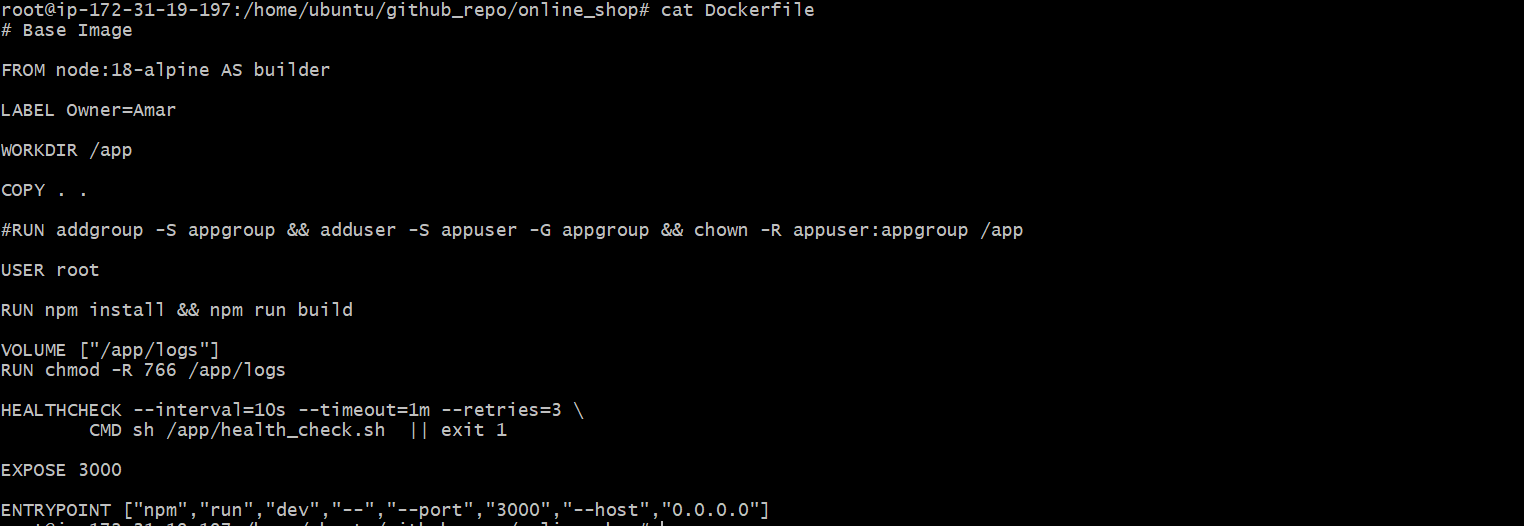 root@ip-172-31-19-197:/home/ubuntu/github_repo/online_shop# cat Dockerfile
# Base Image
FROM node:18-alpine AS builder
LABEL Owner=Amar
WORKDIR /app
COPY . .
#RUN addgroup -S appgroup && adduser -S appuser -G appgroup && chown -R appuser:appgroup /app
USER root
RUN npm install && npm run build
VOLUME ["/app/logs"]
RUN chmod -R 766 /app/logs
HEALTHCHECK --interval=10s --timeout=1m --retries=3 \
CMD sh /app/health_check.sh  || exit 1
EXPOSE 3000
ENTRYPOINT ["npm","run","dev","--","--port","3000","--host","0.0.0.0"]